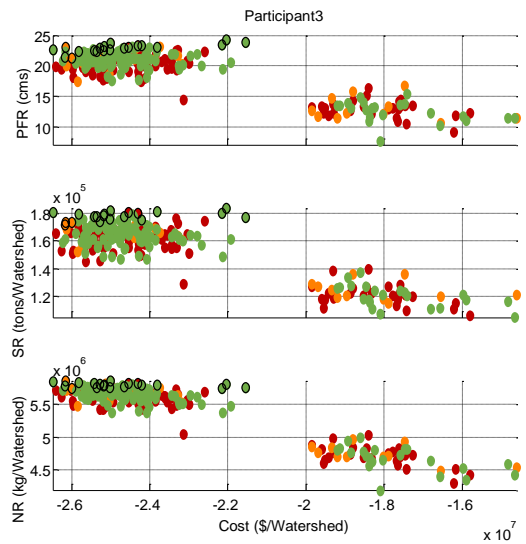 Participant3
25
20
15
10
PFR (cms)
x 10^5
1.8
1.6
1.4
1.2
SR (tons/Watershed)
x 10^6
5.5
5
4.5
NR (kg/Watershed)
-2.6 -2.4 -2.2 -2 -1.8 -1.6
Cost ($/Watershed)
x 10^7